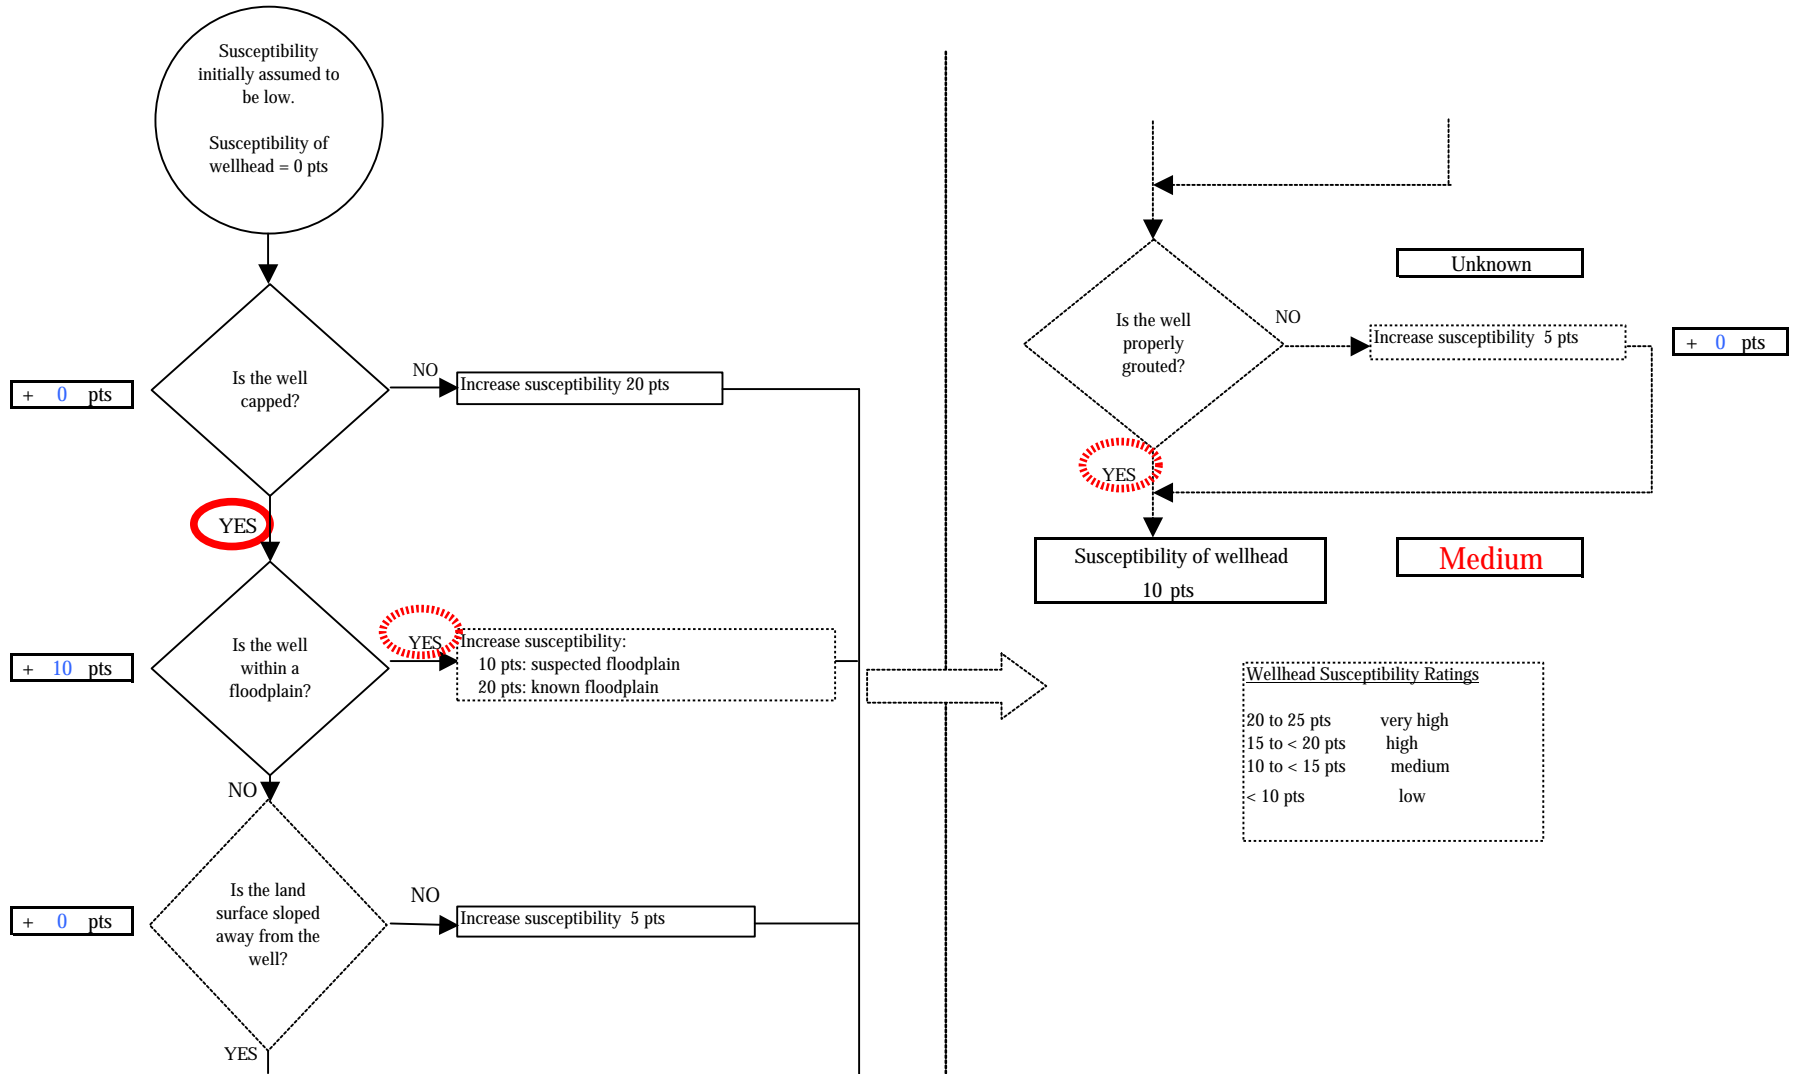 Susceptibility
initially assumed to
be low.
Susceptibility of
wellhead = 0 pts
+ 0 pts
Is the well
capped?
NO
Increase susceptibility 20 pts
YES
+ 10 pts
Is the well
within a
floodplain?
YES
Increase susceptibility:
10 pts: suspected floodplain
20 pts: known floodplain
NO
+ 0 pts
Is the land
surface sloped
away from the
well?
NO
Increase susceptibility 5 pts
YES
Unknown
Is the well
properly
grouted?
NO
Increase susceptibility 5 pts
+ 0 pts
YES
Susceptibility of wellhead
10 pts
Medium
Wellhead Susceptibility Ratings
20 to 25 pts very high
15 to < 20 pts high
10 to < 15 pts medium
< 10 pts low